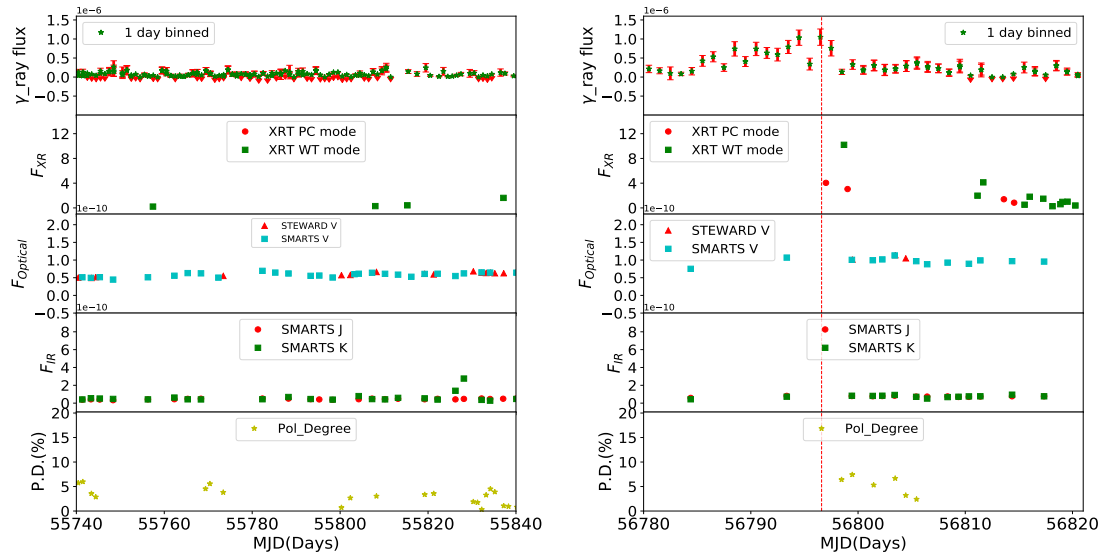 1e−6
1.5
1.0
0.5
0.0
−0.5
γ_ray flux
1 day binned
12
8
4
0
F_XR
XRT PC mode
XRT WT mode
1e−10
2.0
1.5
1.0
0.5
0.0
−0.5
F_Optical
STEWARD V
SMARTS V
1e−10
8
6
4
2
0
F_IR
SMARTS J
SMARTS K
20
15
10
5
0
P.D.(%)
Pol_Degree
55740 55760 55780 55800 55820 55840
MJD(Days)
1e−6
1.5
1.0
0.5
0.0
−0.5
γ_ray flux
1 day binned
12
8
4
0
F_XR
XRT PC mode
XRT WT mode
1e−10
2.0
1.5
1.0
0.5
0.0
−0.5
F_Optical
STEWARD V
SMARTS V
1e−10
8
6
4
2
0
F_IR
SMARTS J
SMARTS K
20
15
10
5
0
P.D.(%)
Pol_Degree
56780 56790 56800 56810 56820
MJD(Days)